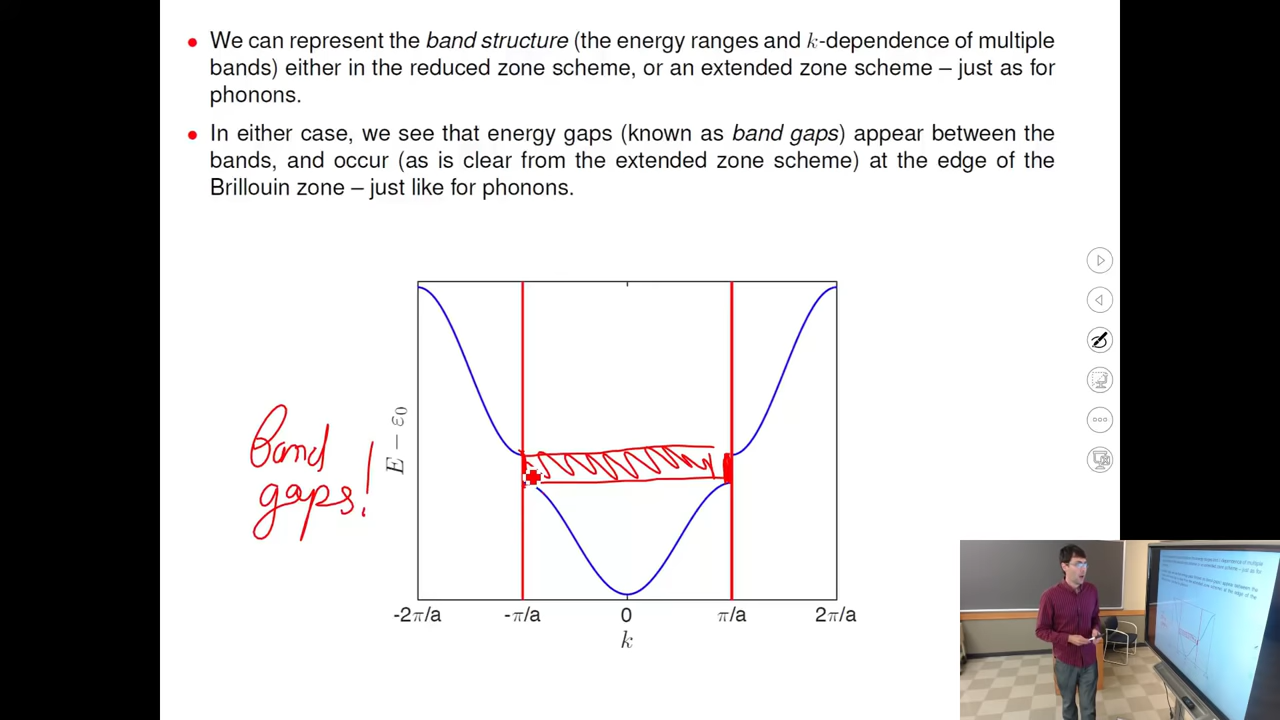 • We can represent the band structure (the energy ranges and k-dependence of multiple
bands) either in the reduced zone scheme, or an extended zone scheme – just as for
phonons.
• In either case, we see that energy gaps (known as band gaps) appear between the
bands, and occur (as is clear from the extended zone scheme) at the edge of the
Brillouin zone – just like for phonons.
band
gaps!
E − ε₀
-2π/a -π/a 0 π/a 2π/a
k